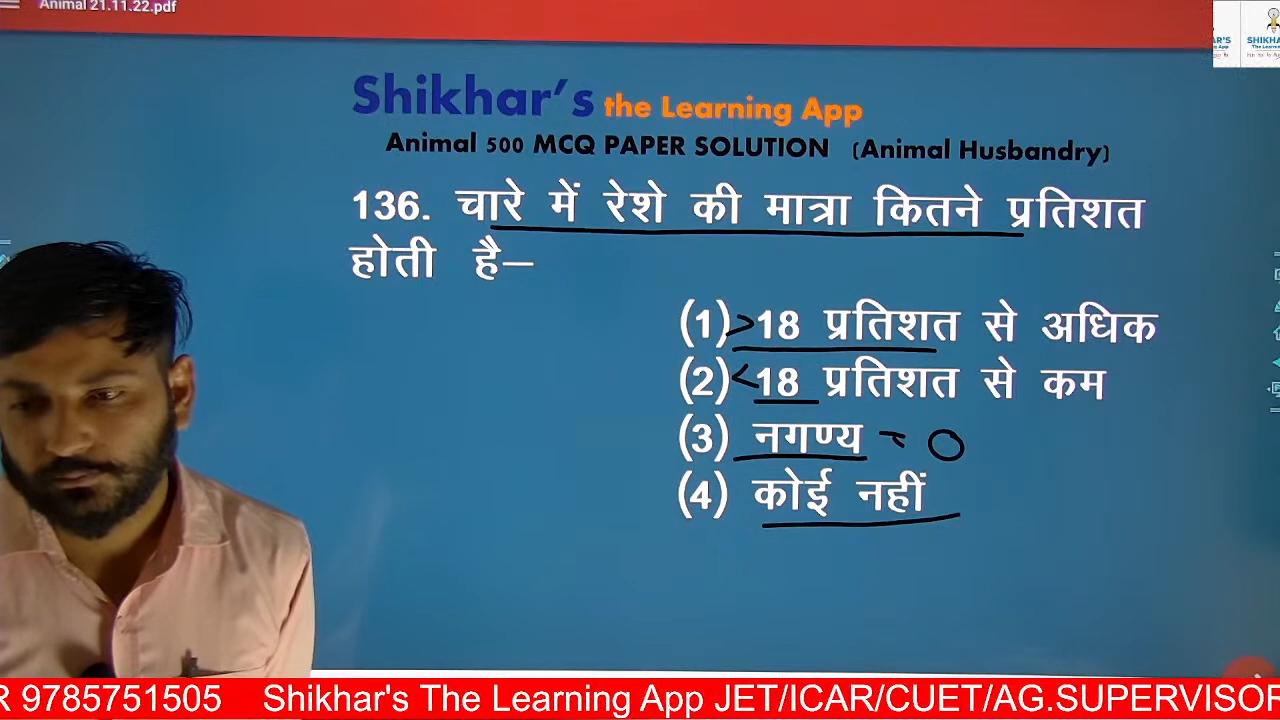 Animal 21.11.22.pdf
Shikhar's the Learning App
Animal 500 MCQ PAPER SOLUTION (Animal Husbandry)
136. चारे में रेशे की मात्रा कितने प्रतिशत
होती है–
(1) >18 प्रतिशत से अधिक
(2) <18 प्रतिशत से कम
(3) नगण्य 0
(4) कोई नहीं
R 9785751505 Shikhar's The Learning App JET/ICAR/CUET/AG.SUPERVISOR